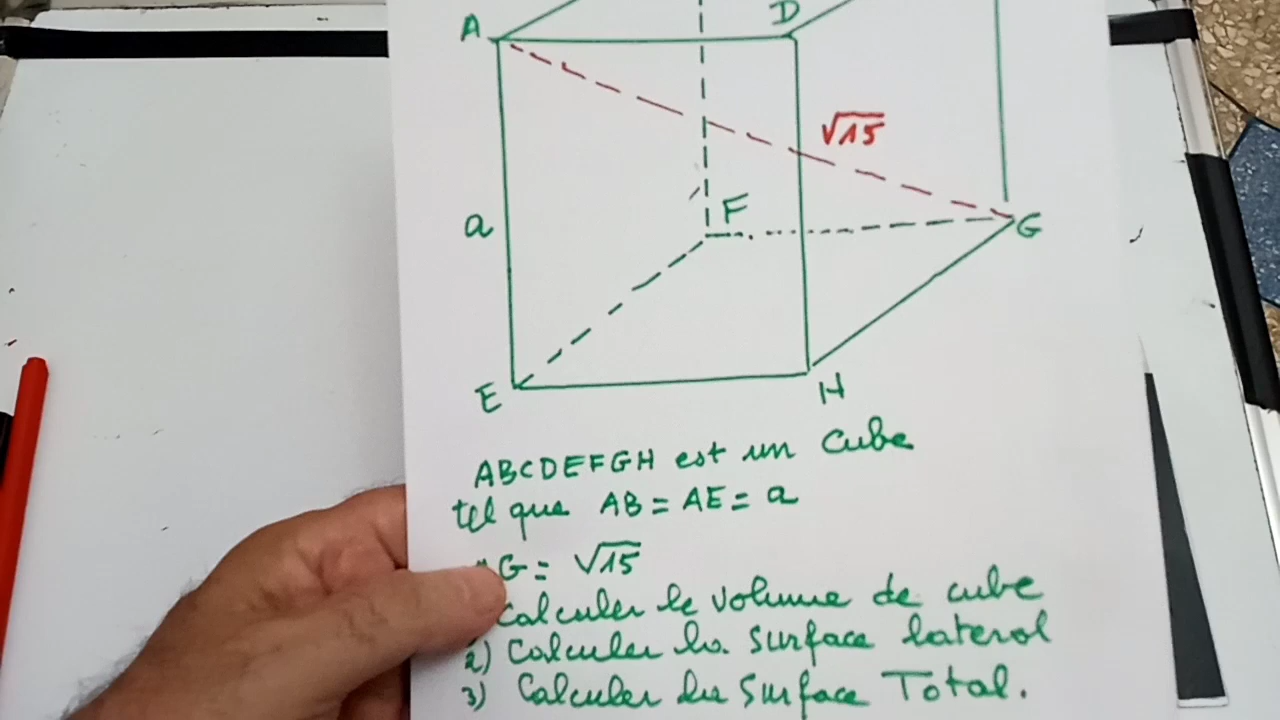 A
D
√15
a
F
G
E
H
ABCDEFGH est un cube
tel que AB = AE = a
G = √15
Calculer le volume de cube
2) Calculer la surface lateral
3) Calculer la surface Total.